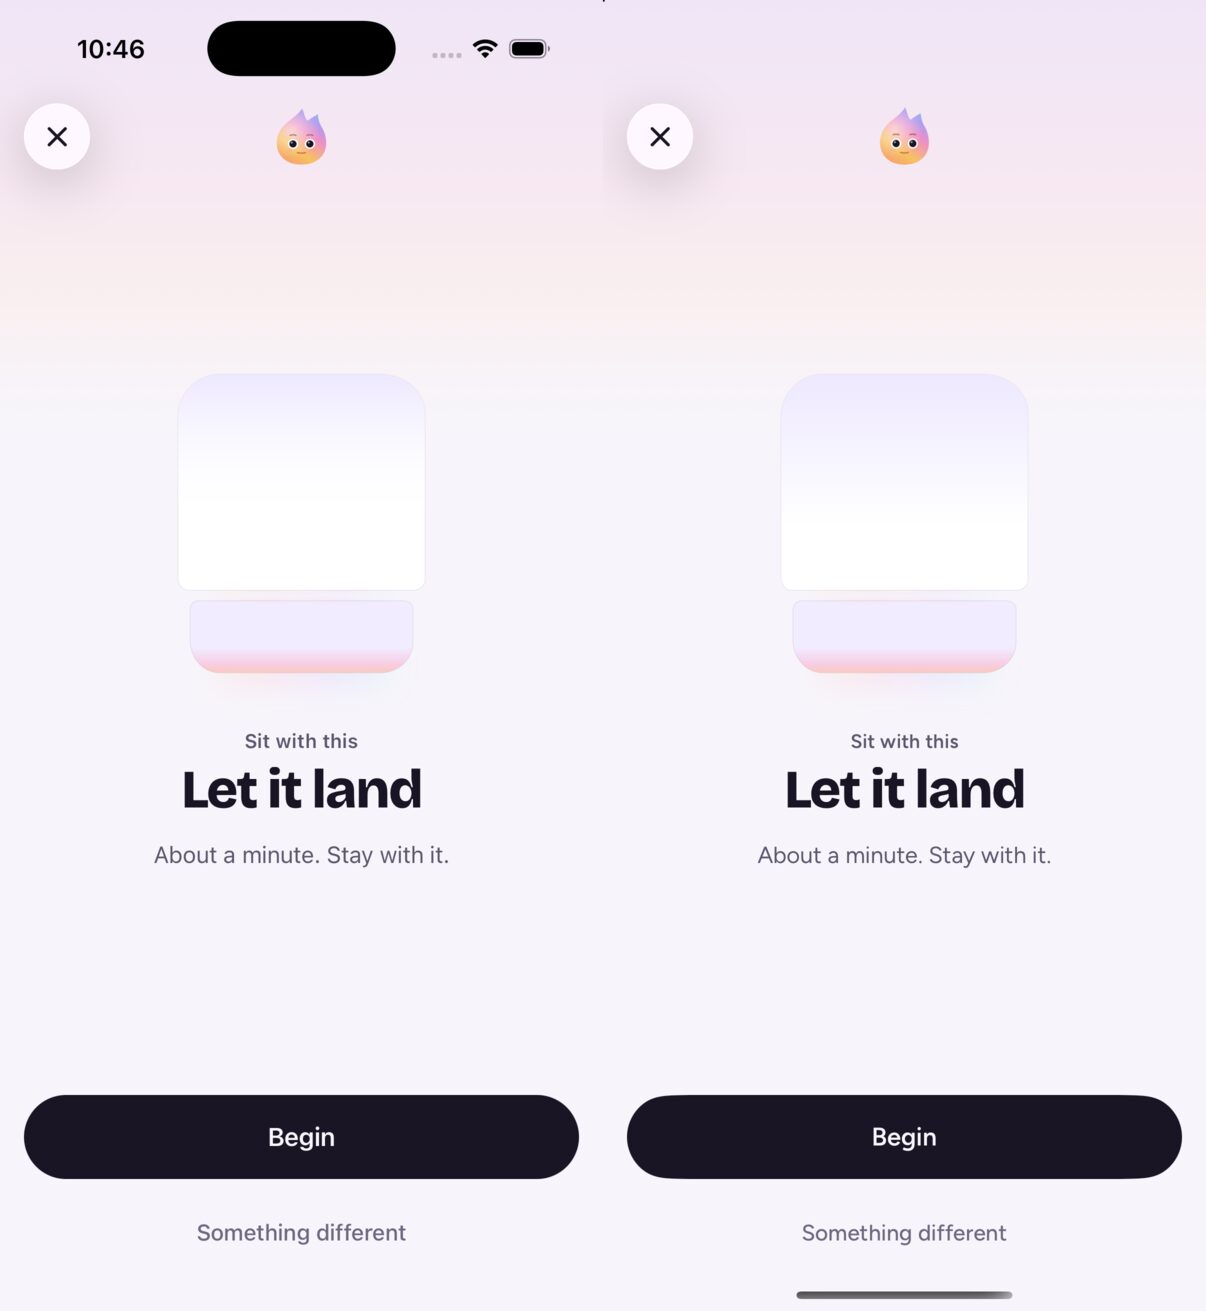 10:46
Sit with this
Let it land
About a minute. Stay with it.
Begin
Something different
Sit with this
Let it land
About a minute. Stay with it.
Begin
Something different